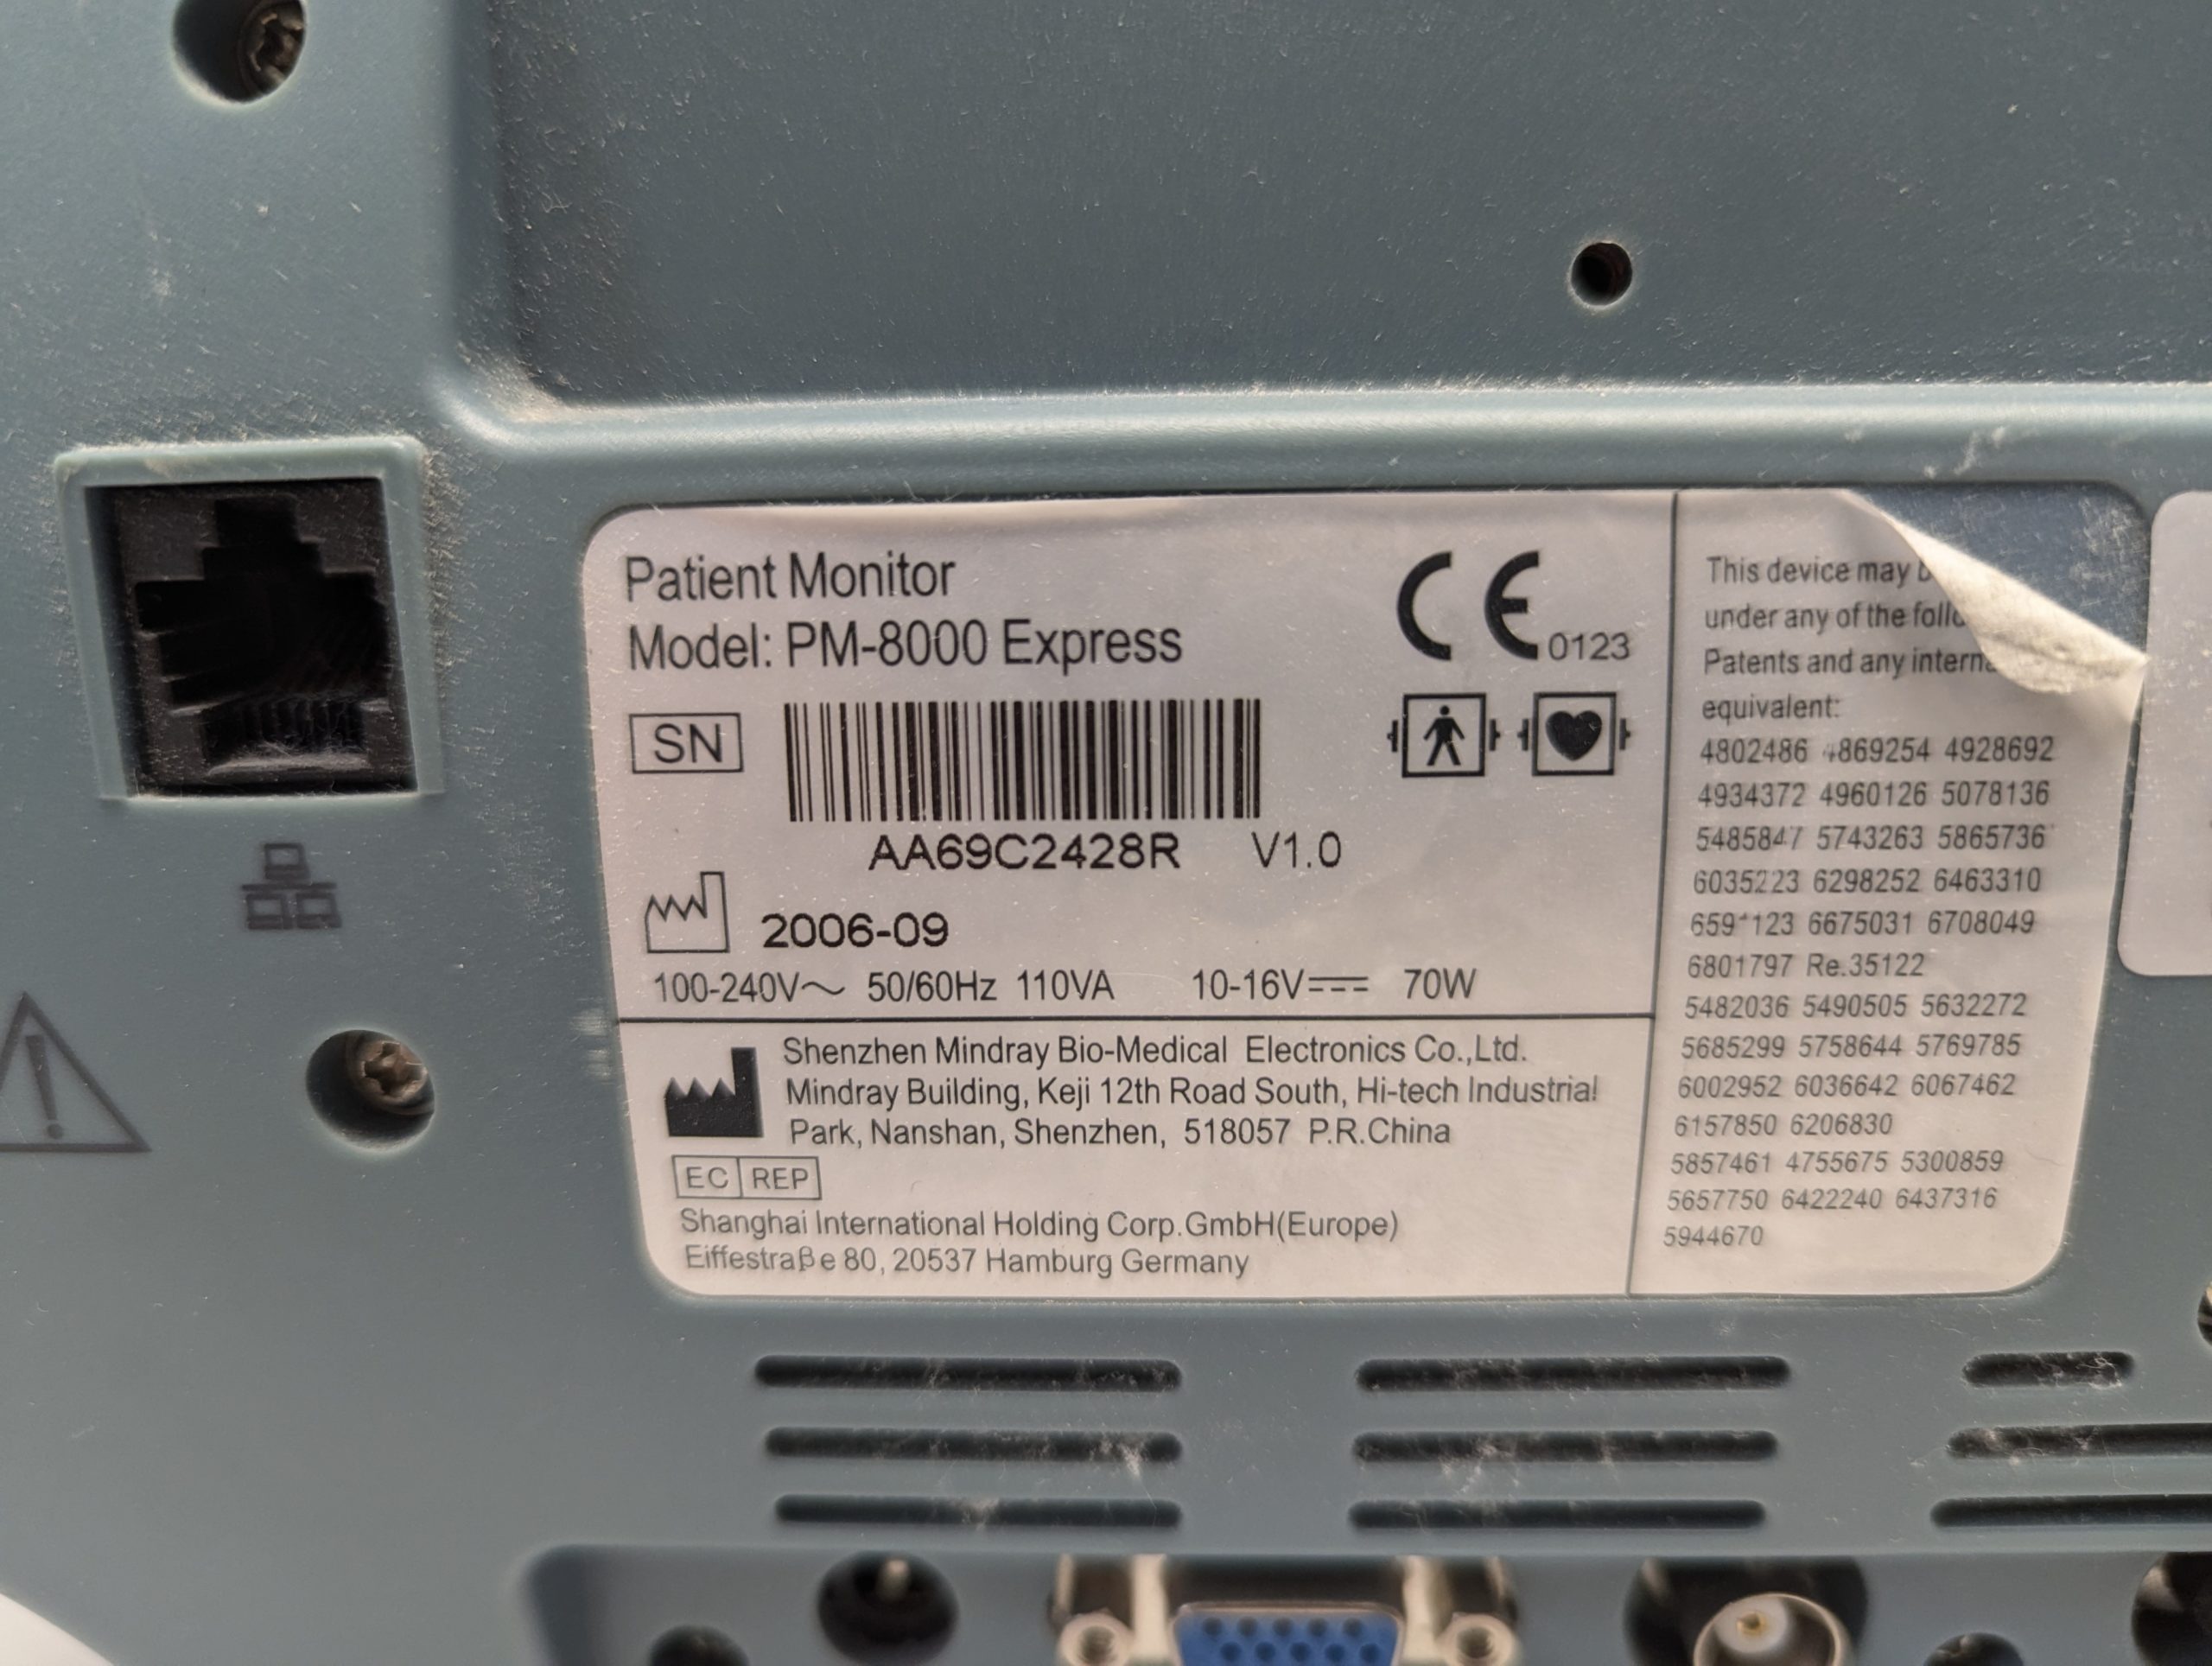 Patient Monitor
Model: PM-8000 Express
CE 0123
SN
AA69C2428R V1.0
2006-09
100-240V~ 50/60Hz 110VA 10-16V⎓ 70W
Shenzhen Mindray Bio-Medical Electronics Co.,Ltd.
Mindray Building, Keji 12th Road South, Hi-tech Industrial
Park, Nanshan, Shenzhen, 518057 P.R.China
EC REP
Shanghai International Holding Corp.GmbH(Europe)
Eiffestraße 80, 20537 Hamburg Germany
This device may
under any of the
Patents and any
equivalent:
4802486 4869254 4928692
4934372 4960126 5078136
5485847 5743263 5865736
6035223 6298252 6463310
6675031 6708049
6801797 Re.35122
5482036 5490505 5632272
5685299 5758644 5769785
6002952 6036642 6067462
6157850 6206830
5857461 4755675 5300859
5657750 6422240 6437316
5944670